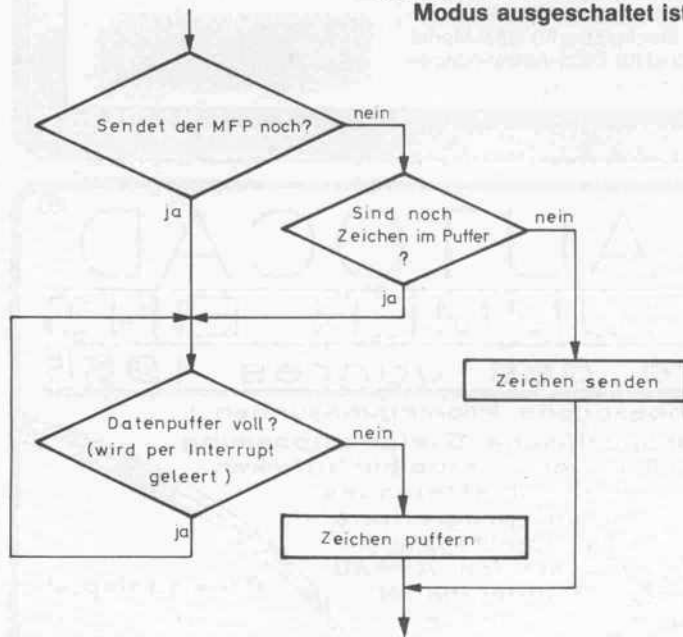 Modus ausgeschaltet ist
Sendet der MFP noch?
nein
ja
Sind noch
Zeichen im Puffer
?
nein
ja
Zeichen senden
Datenpuffer voll?
(wird per Interrupt
geleert)
nein
ja
Zeichen puffern